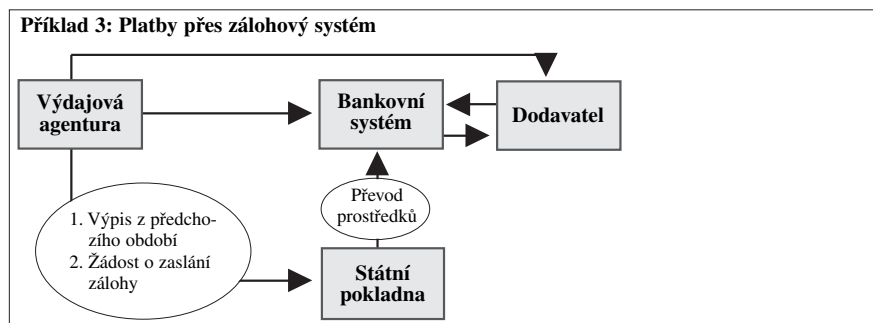 Příklad 3: Platby přes zálohový systém
Výdajová
agentura
Bankovní
systém
Dodavatel
1. Výpis z předcho-
zího období
2. Žádost o zaslání
zálohy
Převod
prostředků
Státní
pokladna